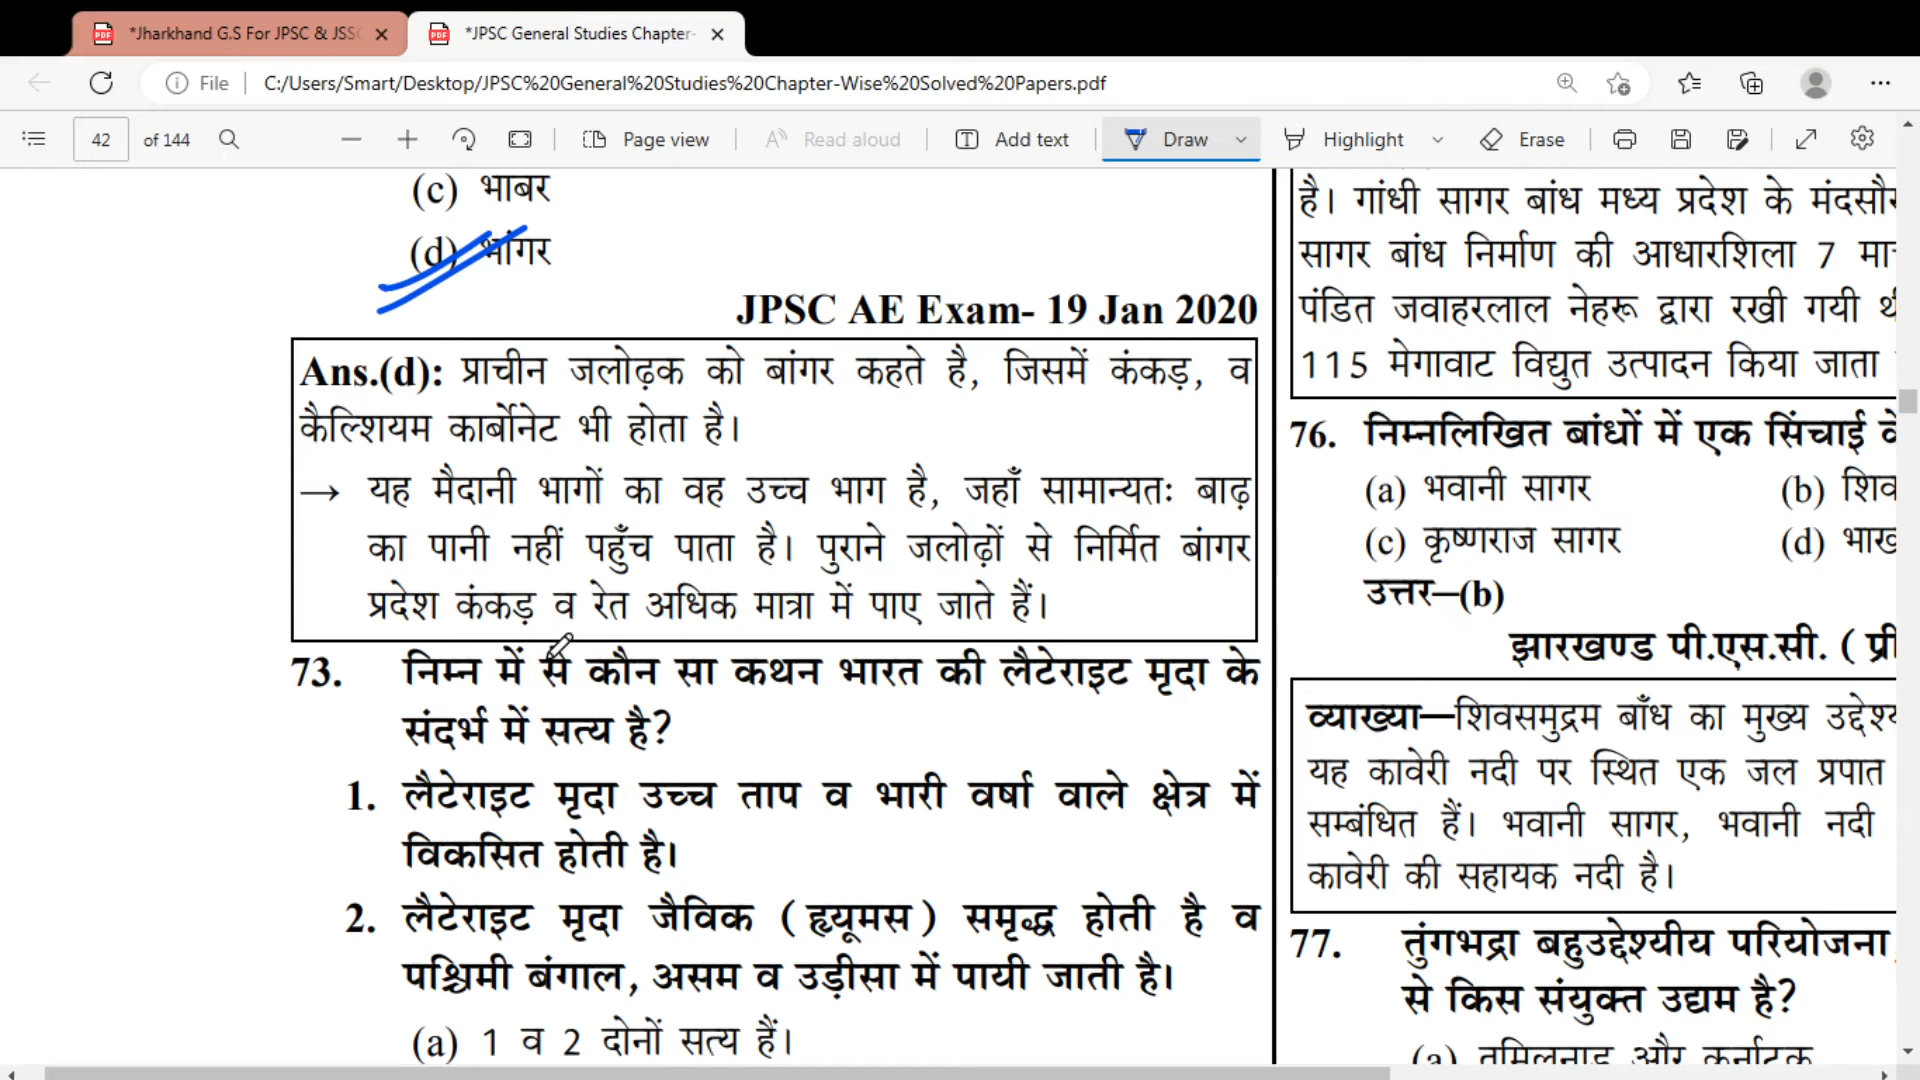 *Jharkhand G.S For JPSC & JSSC
*JPSC General Studies Chapter-
File
C:/Users/Smart/Desktop/JPSC%20General%20Studies%20Chapter-Wise%20Solved%20Papers.pdf
42 of 144
Page view
Read aloud
Add text
Draw
Highlight
Erase
(c) भाबर
(d) भांगर
JPSC AE Exam- 19 Jan 2020
Ans.(d): प्राचीन जलोढ़क को बांगर कहते है, जिसमें कंकड़, व
कैल्शियम कार्बोनेट भी होता है।
→ यह मैदानी भागों का वह उच्च भाग है, जहाँ सामान्यतः बाढ़
का पानी नहीं पहुँच पाता है। पुराने जलोढ़ों से निर्मित बांगर
प्रदेश कंकड़ व रेत अधिक मात्रा में पाए जाते हैं।
73. निम्न में से कौन सा कथन भारत की लैटेराइट मृदा के
संदर्भ में सत्य है?
1. लैटेराइट मृदा उच्च ताप व भारी वर्षा वाले क्षेत्र में
विकसित होती है।
2. लैटेराइट मृदा जैविक (ह्यूमस) समृद्ध होती है व
पश्चिमी बंगाल, असम व उड़ीसा में पायी जाती है।
(a) 1 व 2 दोनों सत्य हैं।
है। गांधी सागर बांध मध्य प्रदेश के मंदसौर
सागर बांध निर्माण की आधारशिला 7
पंडित जवाहरलाल नेहरू द्वारा रखी गयी
115 मेगावाट विद्युत उत्पादन किया जाता
76. निम्नलिखित बांधों में एक सिंचाई
(a) भवानी सागर (b) शिव
(c) कृष्णराज सागर (d) भाख
उत्तर–(b)
झारखण्ड पी.एस.सी. ( प्री
व्याख्या–शिवसमुद्रम बाँध का मुख्य उद्देश्य
यह कावेरी नदी पर स्थित एक जल प्रपात
सम्बंधित हैं। भवानी सागर, भवानी नदी
कावेरी की सहायक नदी है।
77. तुंगभद्रा बहुउद्देश्यीय परियोजना,
से किस संयुक्त उद्यम है?
(a) तमिलनाडु और कर्नाटक